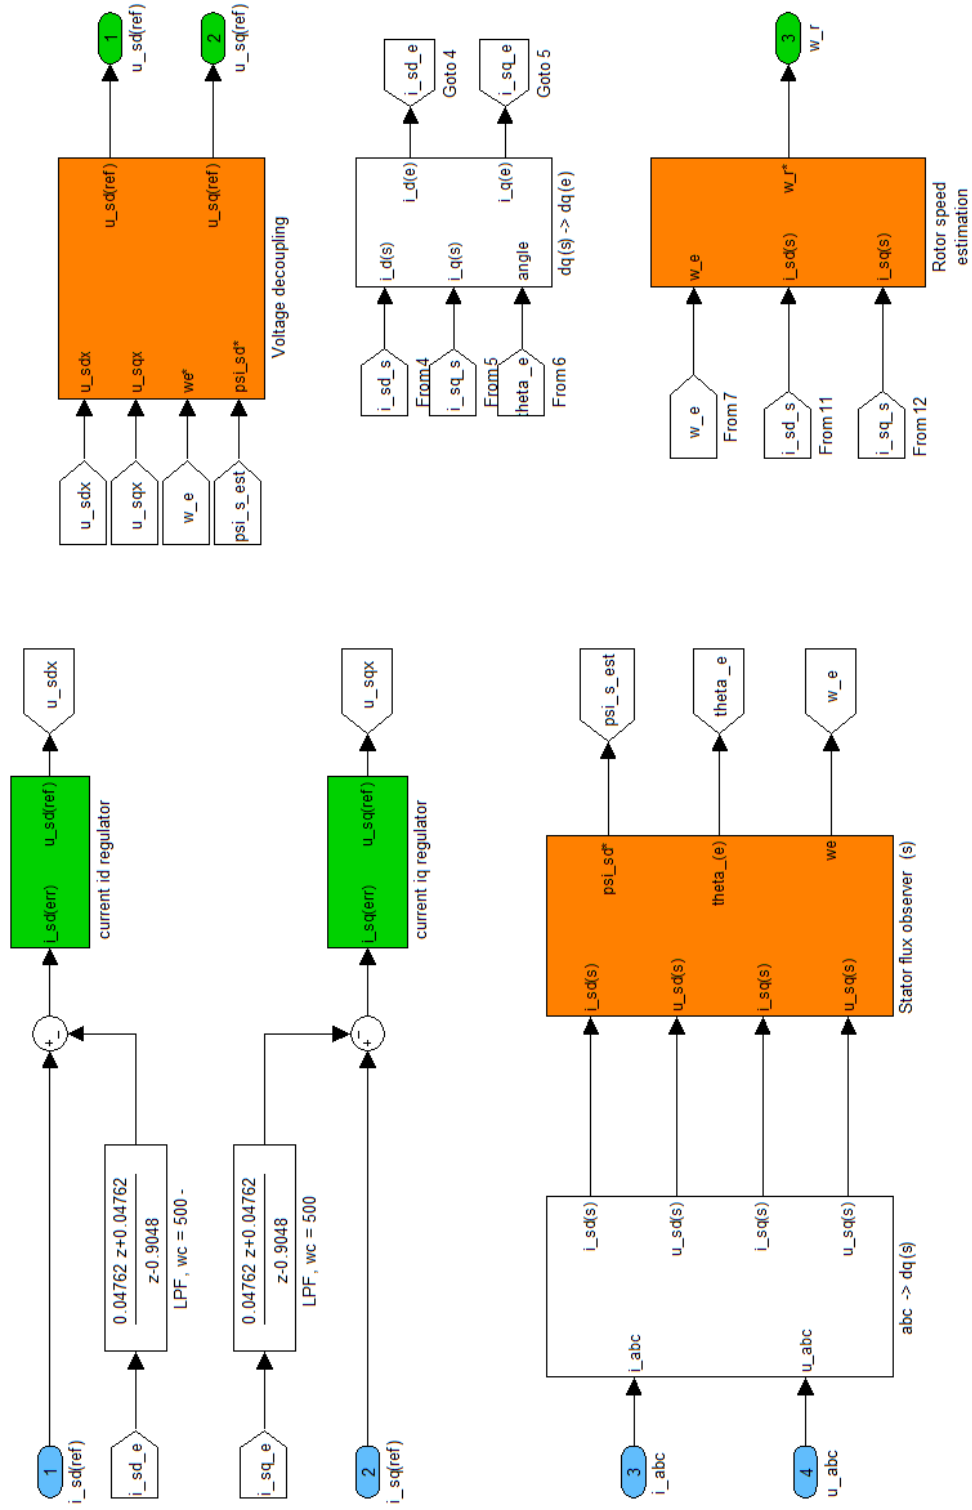 1
i_sd(ref)
i_sd_e
0.04762 z+0.04762
z-0.9048
LPF, wc = 500 -
+
-
i_sd(err)
u_sd(ref)
current id regulator
u_sdx
i_sq_e
0.04762 z+0.04762
z-0.9048
LPF, wc = 500
2
i_sq(ref)
+
-
i_sq(err)
u_sq(ref)
current iq regulator
u_sqx
3
i_abc
4
u_abc
i_abc
u_abc
i_sd(s)
u_sd(s)
i_sq(s)
u_sq(s)
abc -> dq(s)
i_sd(s)
u_sd(s)
i_sq(s)
u_sq(s)
psi_sd*
theta_(e)
we
Stator flux observer (s)
psi_s_est
theta_e
w_e
u_sdx
u_sqx
w_e
psi_s_est
u_sdx
u_sqx
we*
psi_sd*
u_sd(ref)
u_sq(ref)
Voltage decoupling
1
u_sd(ref)
2
u_sq(ref)
i_sd_s
From4
i_sq_s
From5
theta_e
From6
i_d(s)
i_q(s)
angle
i_d(e)
i_q(e)
dq(s) -> dq(e)
i_sd_e
Goto 4
i_sq_e
Goto 5
w_e
From7
i_sd_s
From11
i_sq_s
From12
w_e
i_sd(s)
i_sq(s)
w_r*
Rotor speed
estimation
3
w_r